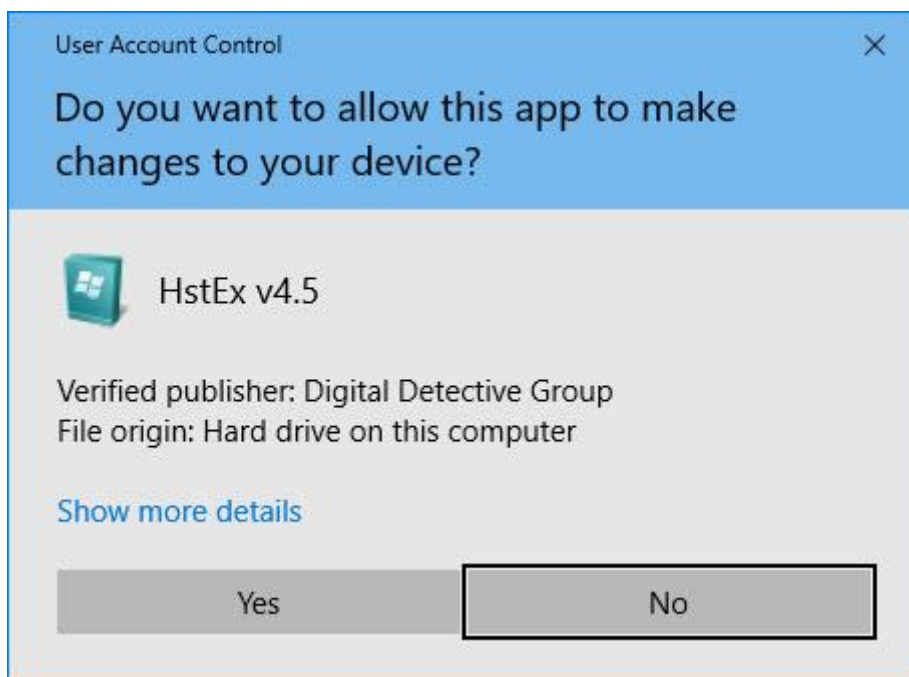 User Account Control
Do you want to allow this app to make
changes to your device?
HstEx v4.5
Verified publisher: Digital Detective Group
File origin: Hard drive on this computer
Show more details
Yes
No